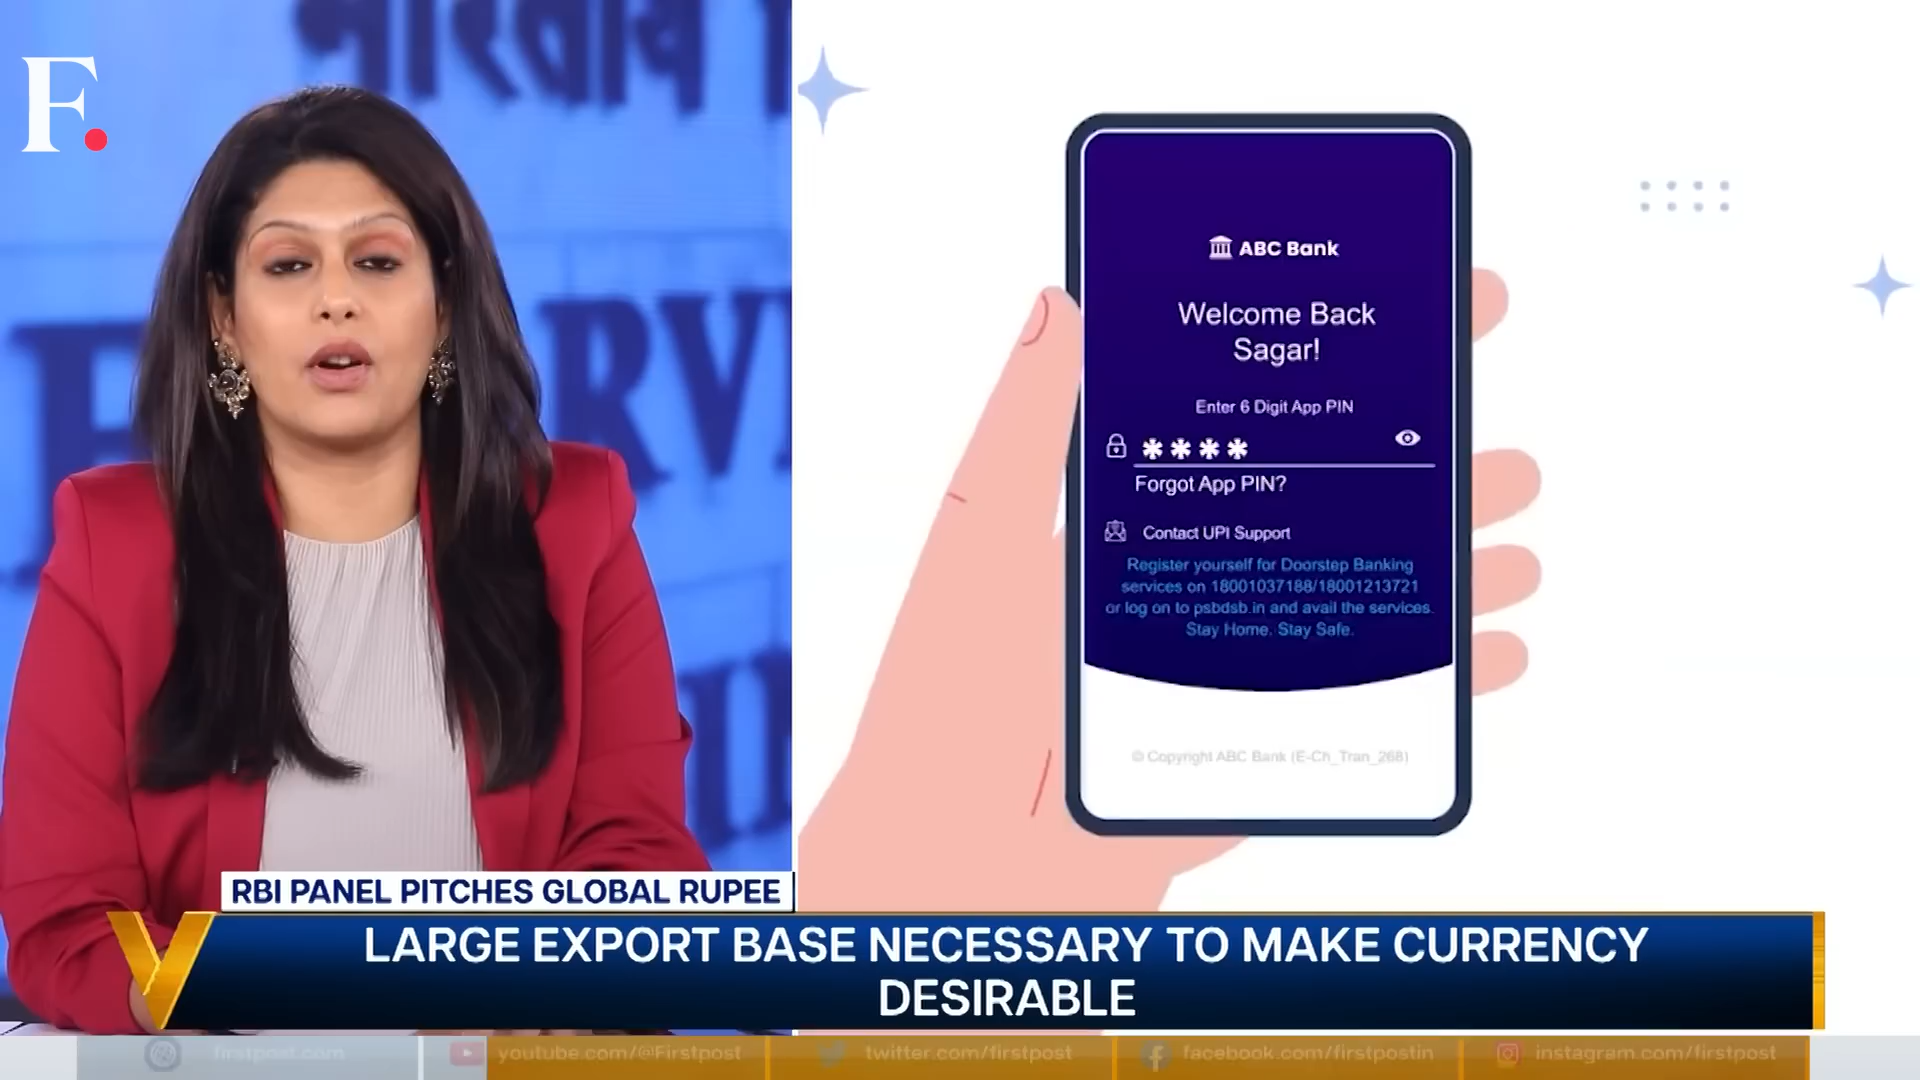 F.
भारतीय
RV
ABC Bank
Welcome Back
Sagar!
Enter 6 Digit App PIN
****
Forgot App PIN?
Contact UPI Support
Register yourself for Doorstep Banking
services on 18001037188/18001213721
or log on to psbdsb.in and avail the services.
Stay Home. Stay Safe.
© Copyright ABC Bank (E-Ch_Tran_268)
RBI PANEL PITCHES GLOBAL RUPEE
LARGE EXPORT BASE NECESSARY TO MAKE CURRENCY
DESIRABLE
firstpost.com
youtube.com/@Firstpost
twitter.com/firstpost
facebook.com/firstpostin
instagram.com/firstpost